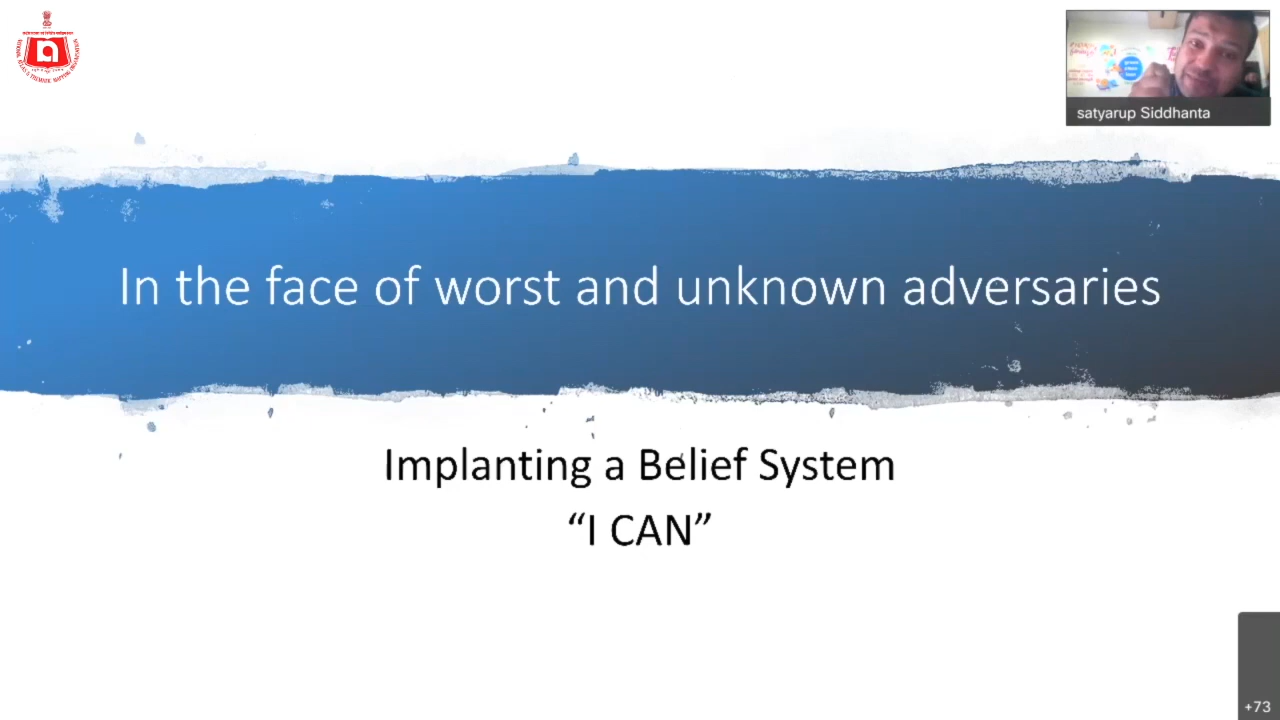 satyarup Siddhanta
In the face of worst and unknown adversaries
Implanting a Belief System
“I CAN”
+73